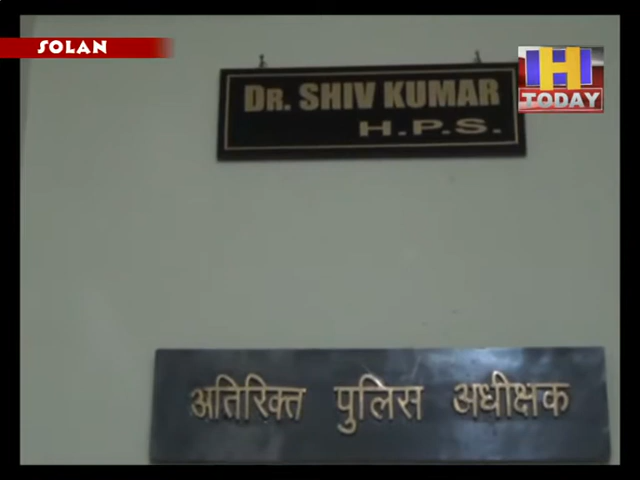 SOLAN
DR. SHIV KUMAR
H.P.S.
H
TODAY
अतिरिक्त पुलिस अधीक्षक